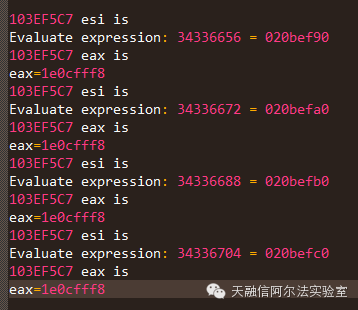 103EF5C7 esi is
Evaluate expression: 34336656 = 020bef90
103EF5C7 eax is
eax=1e0cfff8
103EF5C7 esi is
Evaluate expression: 34336672 = 020befa0
103EF5C7 eax is
eax=1e0cfff8
103EF5C7 esi is
Evaluate expression: 34336688 = 020befb0
103EF5C7 eax is
eax=1e0cfff8
103EF5C7 esi is
Evaluate expression: 34336704 = 020befc0
103EF5C7 eax is
eax=1e0cfff8
天融信阿尔法实验室